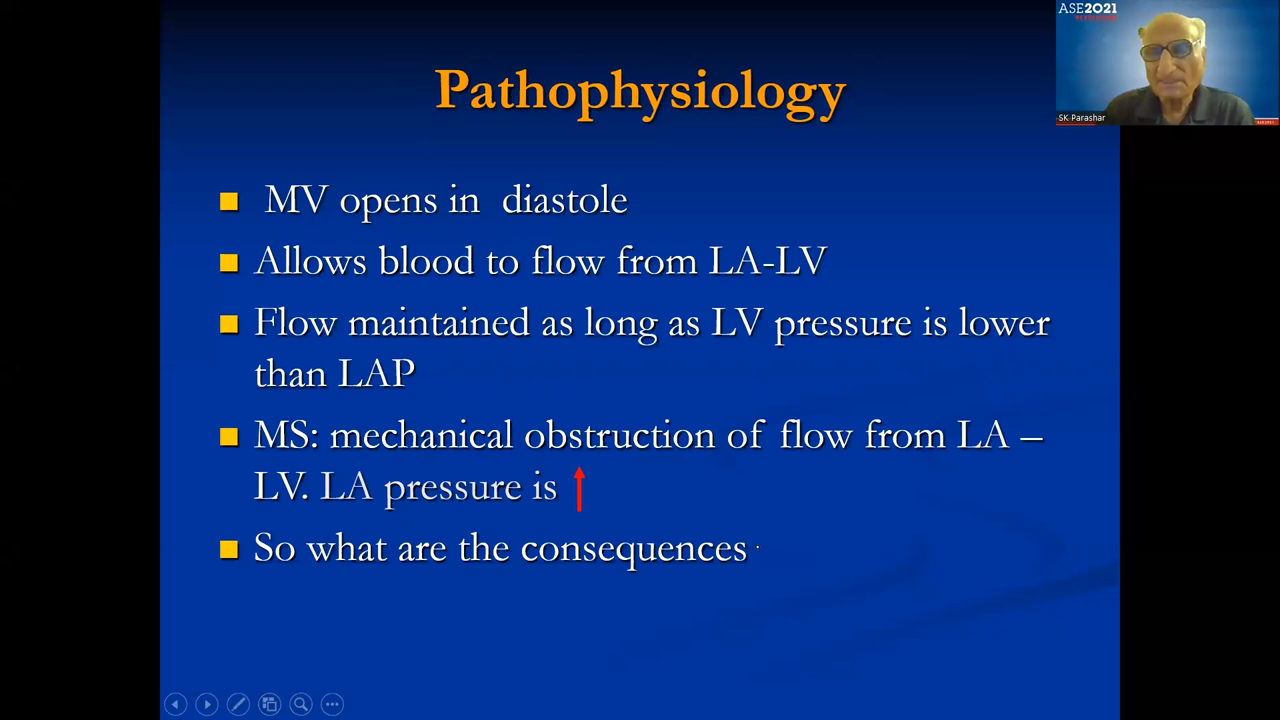 ASE2021
Pathophysiology
SK Parashar
MV opens in diastole
Allows blood to flow from LA-LV
Flow maintained as long as LV pressure is lower
than LAP
MS: mechanical obstruction of flow from LA –
LV. LA pressure is
So what are the consequences